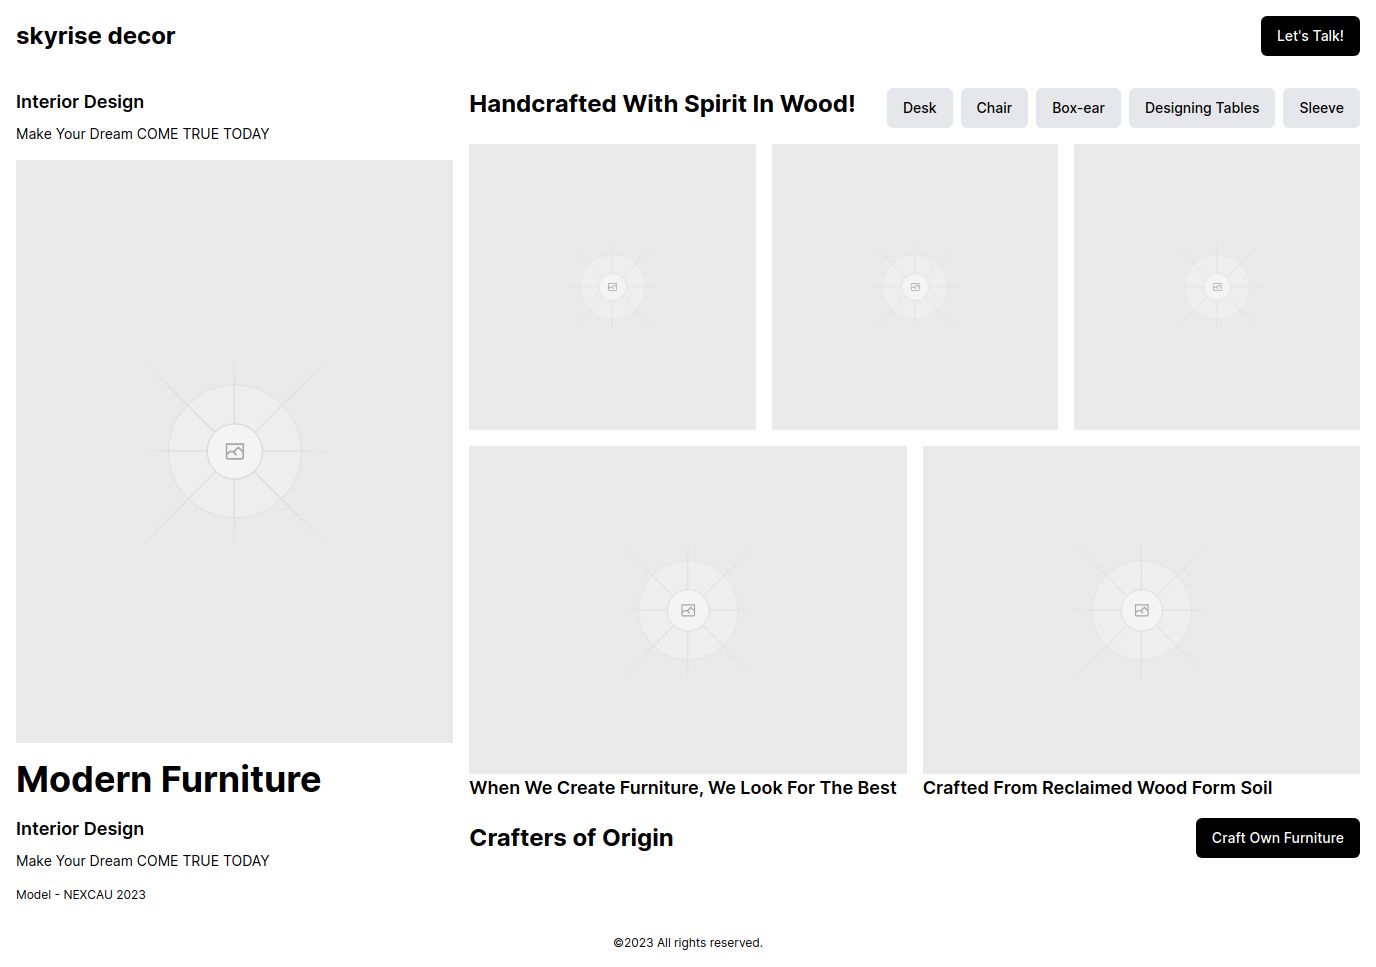 skyrise decor
Let's Talk!
Interior Design
Make Your Dream COME TRUE TODAY
Modern Furniture
Interior Design
Make Your Dream COME TRUE TODAY
Model - NEXCAU 2023
Handcrafted With Spirit In Wood!
Desk
Chair
Box-ear
Designing Tables
Sleeve
When We Create Furniture, We Look For The Best
Crafted From Reclaimed Wood Form Soil
Crafters of Origin
Craft Own Furniture
©2023 All rights reserved.